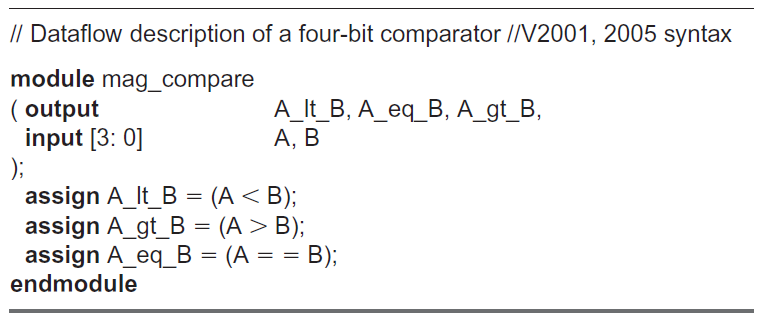 // Dataflow description of a four-bit comparator //V2001, 2005 syntax
module mag_compare
( output A_lt_B, A_eq_B, A_gt_B,
input [3: 0] A, B
);
assign A_lt_B = (A < B);
assign A_gt_B = (A > B);
assign A_eq_B = (A = = B);
endmodule